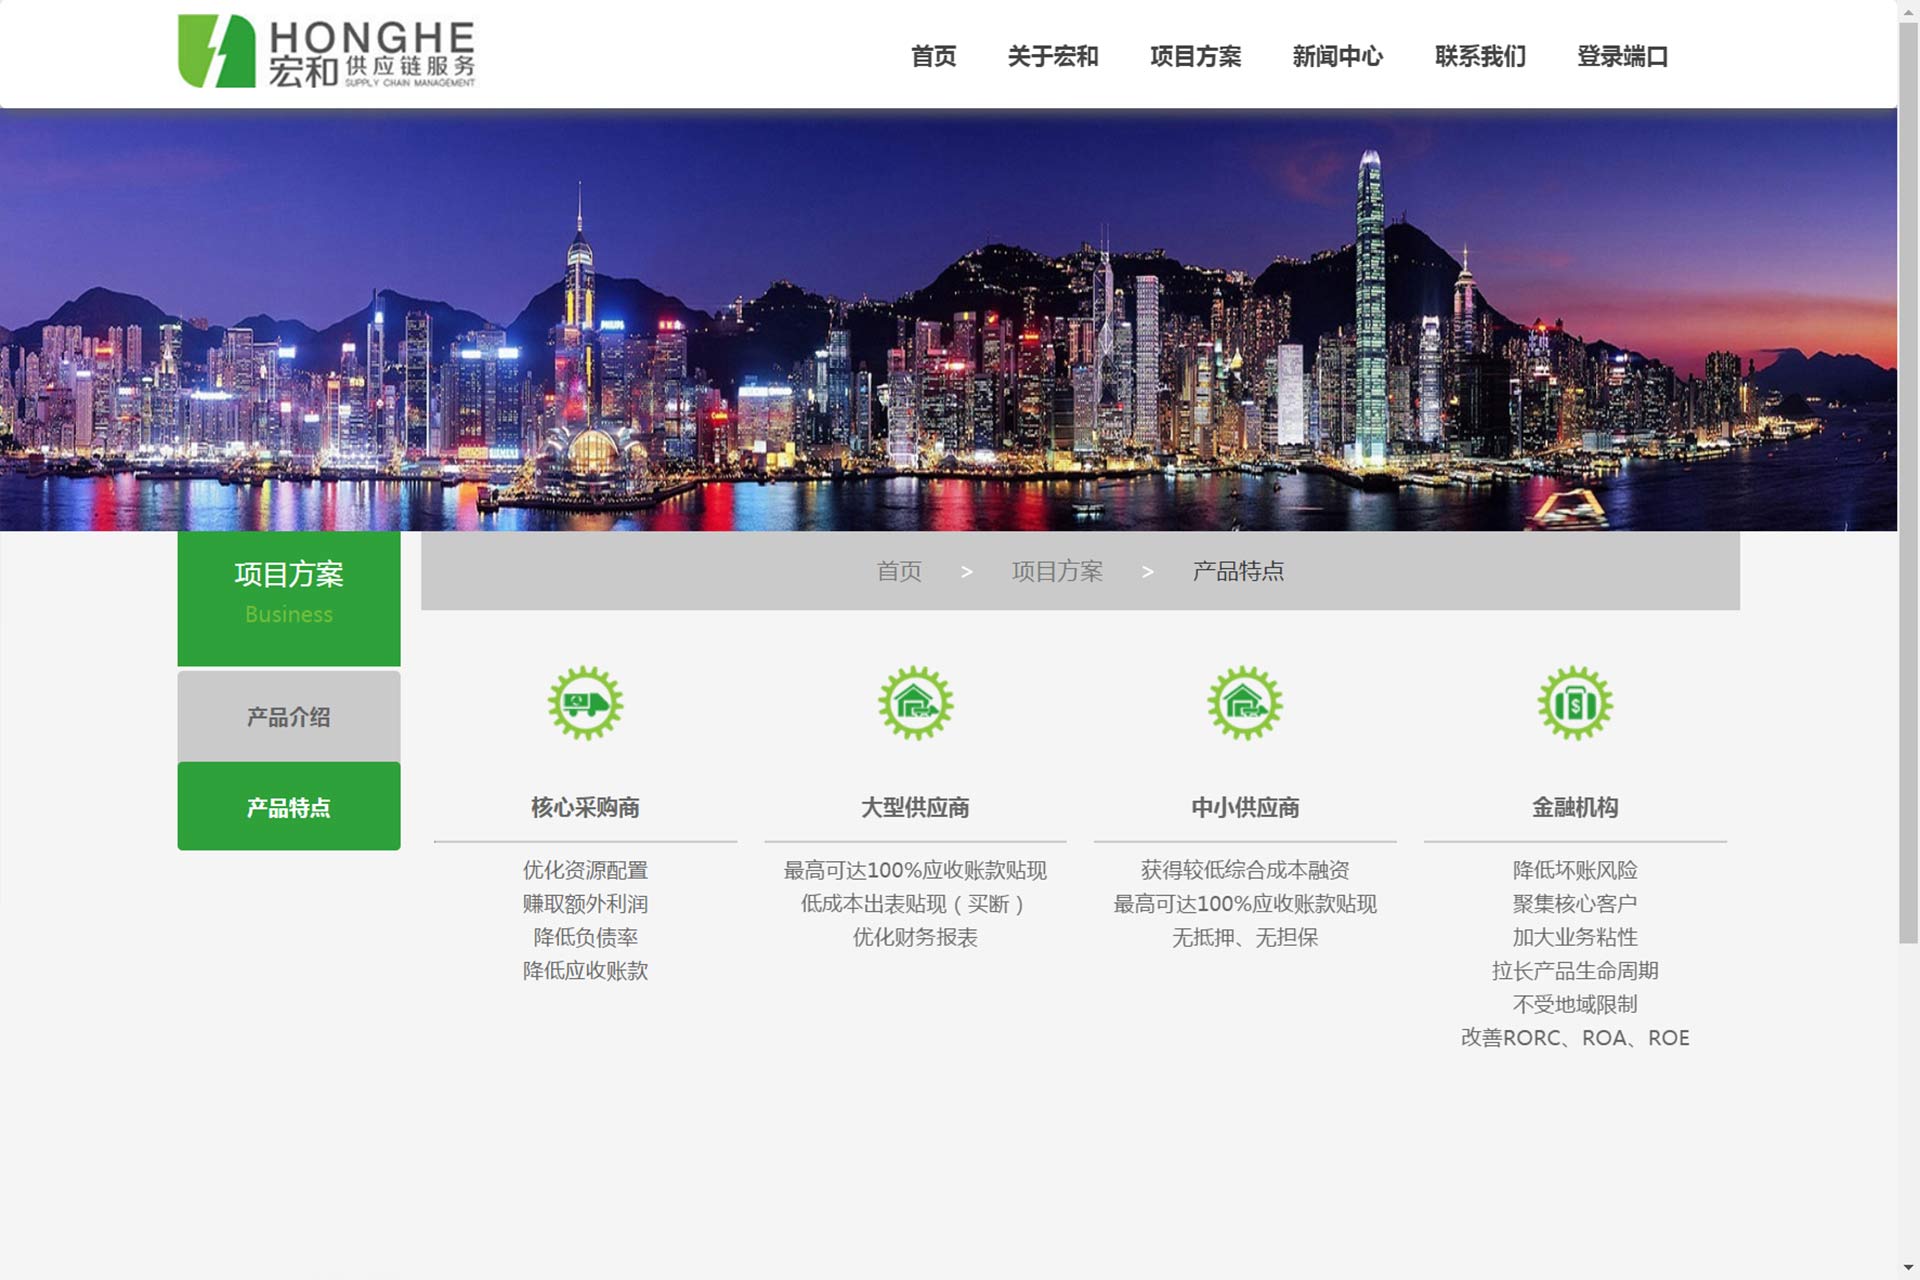 HONGHE
宏和 供应链服务
SUPPLY CHAIN MANAGEMENT
首页 关于宏和 项目方案 新闻中心 联系我们 登录端口
PHILIPS
项目方案
Business
首页 > 项目方案 > 产品特点
产品介绍
产品特点
核心采购商
优化资源配置
赚取额外利润
降低负债率
降低应收账款
大型供应商
最高可达100%应收账款贴现
低成本出表贴现（买断）
优化财务报表
中小供应商
获得较低综合成本融资
最高可达100%应收账款贴现
无抵押、无担保
金融机构
降低坏账风险
聚集核心客户
加大业务粘性
拉长产品生命周期
不受地域限制
改善RORC、ROA、ROE